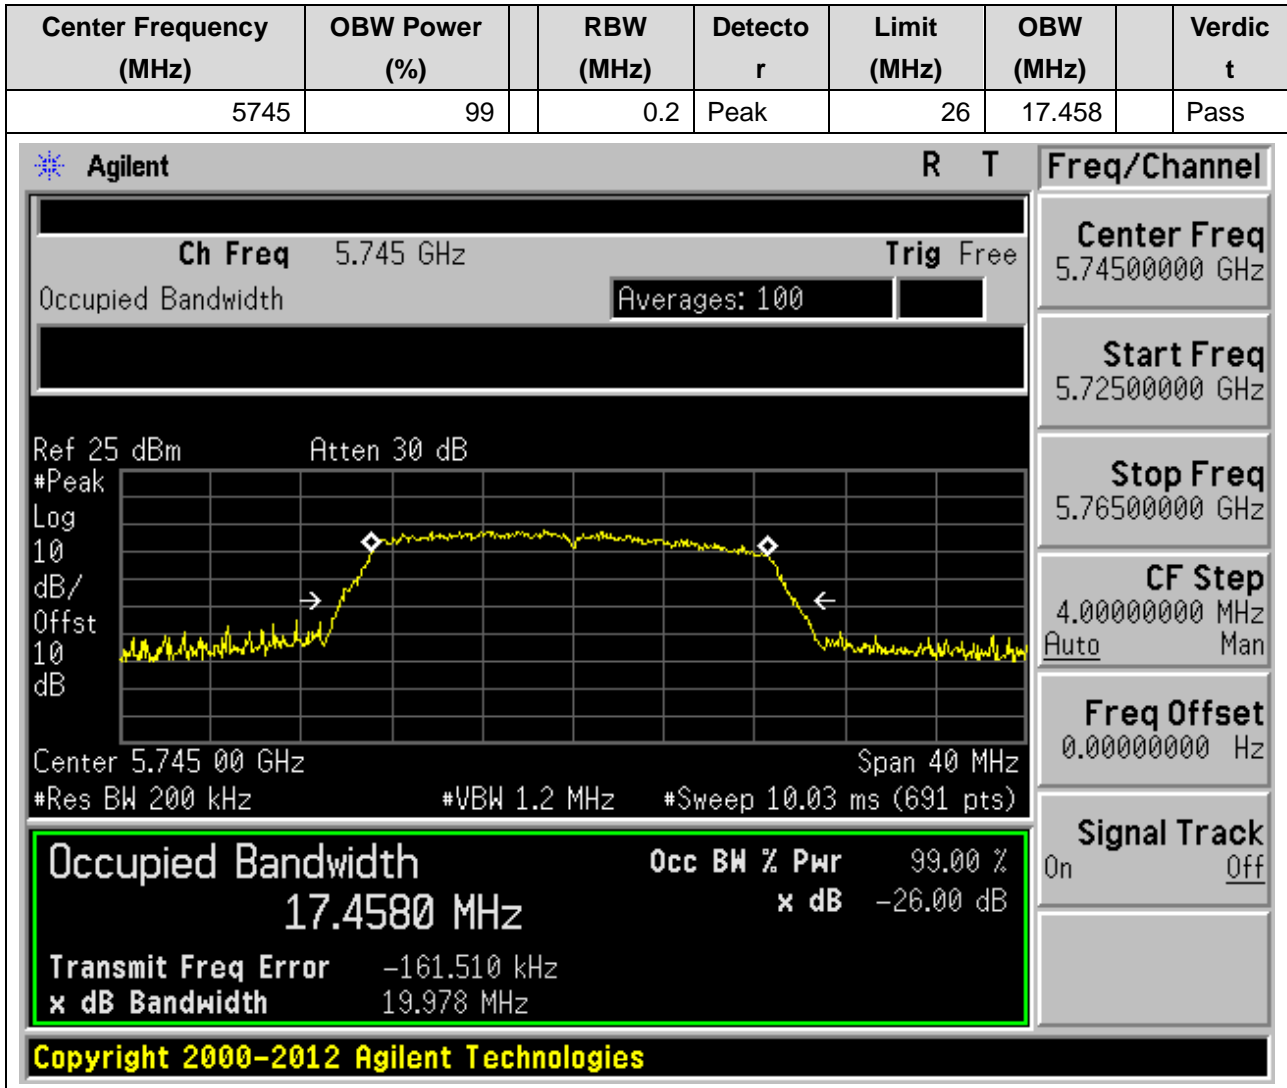 Center Frequency (MHz) OBW Power (%) RBW (MHz) Detecto r Limit (MHz) OBW (MHz) Verdic t
5745 99 0.2 Peak 26 17.458 Pass
Agilent R T Freq/Channel
Ch Freq 5.745 GHz Trig Free
Occupied Bandwidth Averages: 100
Center Freq
5.74500000 GHz
Start Freq
5.72500000 GHz
Stop Freq
5.76500000 GHz
CF Step
4.00000000 MHz
Auto Man
Freq Offset
0.00000000 Hz
Signal Track
On Off
Ref 25 dBm Atten 30 dB
#Peak
Log
10
dB/
Offst
10
dB
Center 5.745 00 GHz Span 40 MHz
#Res BW 200 kHz #VBW 1.2 MHz #Sweep 10.03 ms (691 pts)
Occupied Bandwidth Occ BW % Pwr 99.00 %
17.4580 MHz x dB -26.00 dB
Transmit Freq Error -161.510 kHz
x dB Bandwidth 19.978 MHz
Copyright 2000-2012 Agilent Technologies